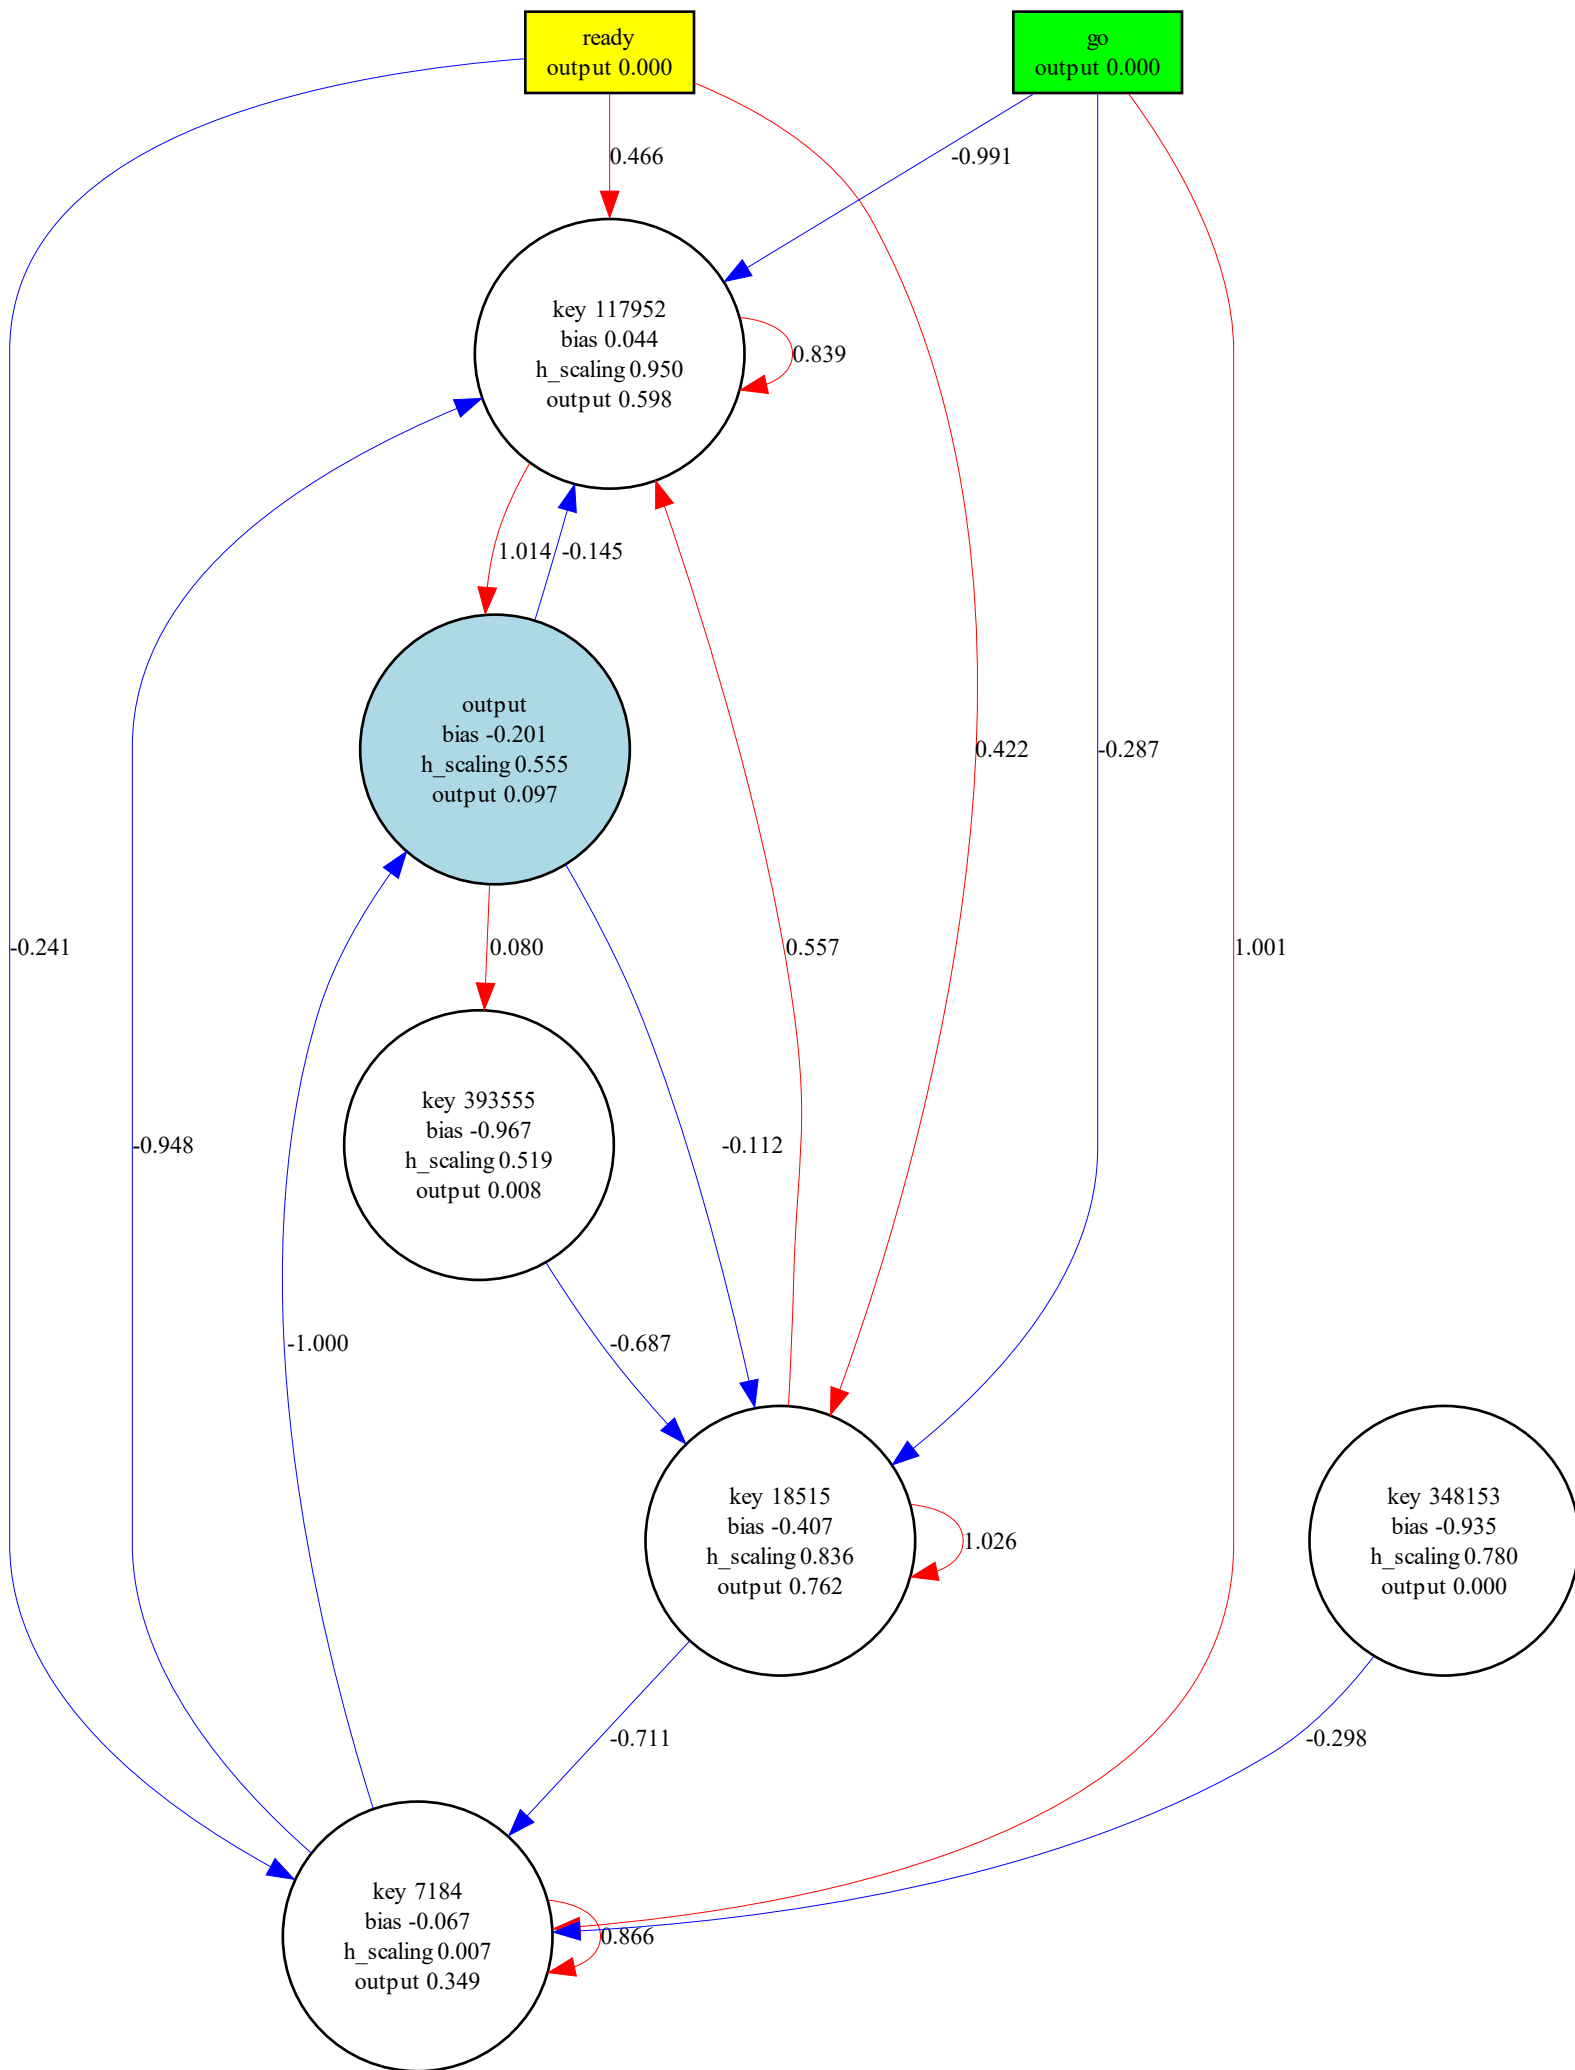 ready
output 0.000
go
output 0.000
0.466
-0.991
key 117952
bias 0.044
h_scaling 0.950
output 0.598
0.839
1.014
-0.145
output
bias -0.201
h_scaling 0.555
output 0.097
0.422
-0.287
-0.241
0.080
0.557
1.001
key 393555
bias -0.967
h_scaling 0.519
output 0.008
-0.948
-0.112
-1.000
-0.687
key 18515
bias -0.407
h_scaling 0.836
output 0.762
1.026
key 348153
bias -0.935
h_scaling 0.780
output 0.000
-0.711
-0.298
key 7184
bias -0.067
h_scaling 0.007
output 0.349
0.866